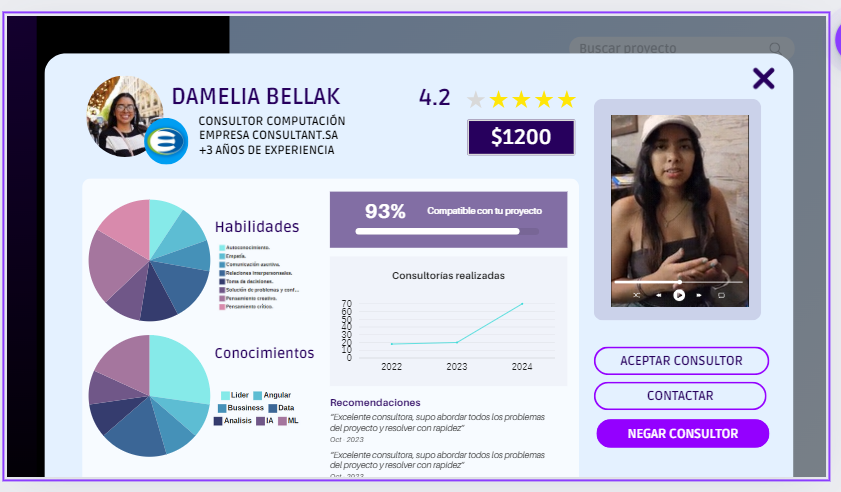 Buscar proyecto
DAMELIA BELLAK
CONSULTOR COMPUTACIÓN
EMPRESA CONSULTANT.SA
+3 AÑOS DE EXPERIENCIA
4.2
$1200
Habilidades
Autoconocimiento.
Empatía.
Comunicación asertiva.
Relaciones interpersonales.
Toma de decisiones.
Solución de problemas y conf...
Pensamiento creativo.
Pensamiento crítico.
Conocimientos
Lider Angular
Bussiness Data
Analisis IA ML
93% Compatible con tu proyecto
Consultorías realizadas
70
60
50
40
30
20
10
0
2022 2023 2024
Recomendaciones
"Excelente consultora, supo abordar todos los problemas
del proyecto y resolver con rapidez"
Oct · 2023
"Excelente consultora, supo abordar todos los problemas
del proyecto y resolver con rapidez"
Oct · 2023
ACEPTAR CONSULTOR
CONTACTAR
NEGAR CONSULTOR